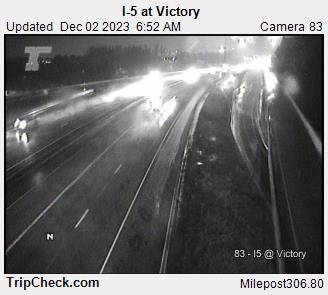 I-5 at Victory
Updated Dec 02 2023 6:52 AM Camera 83
T
N
83 - I5 @ Victory
TripCheck.com Milepost306.80